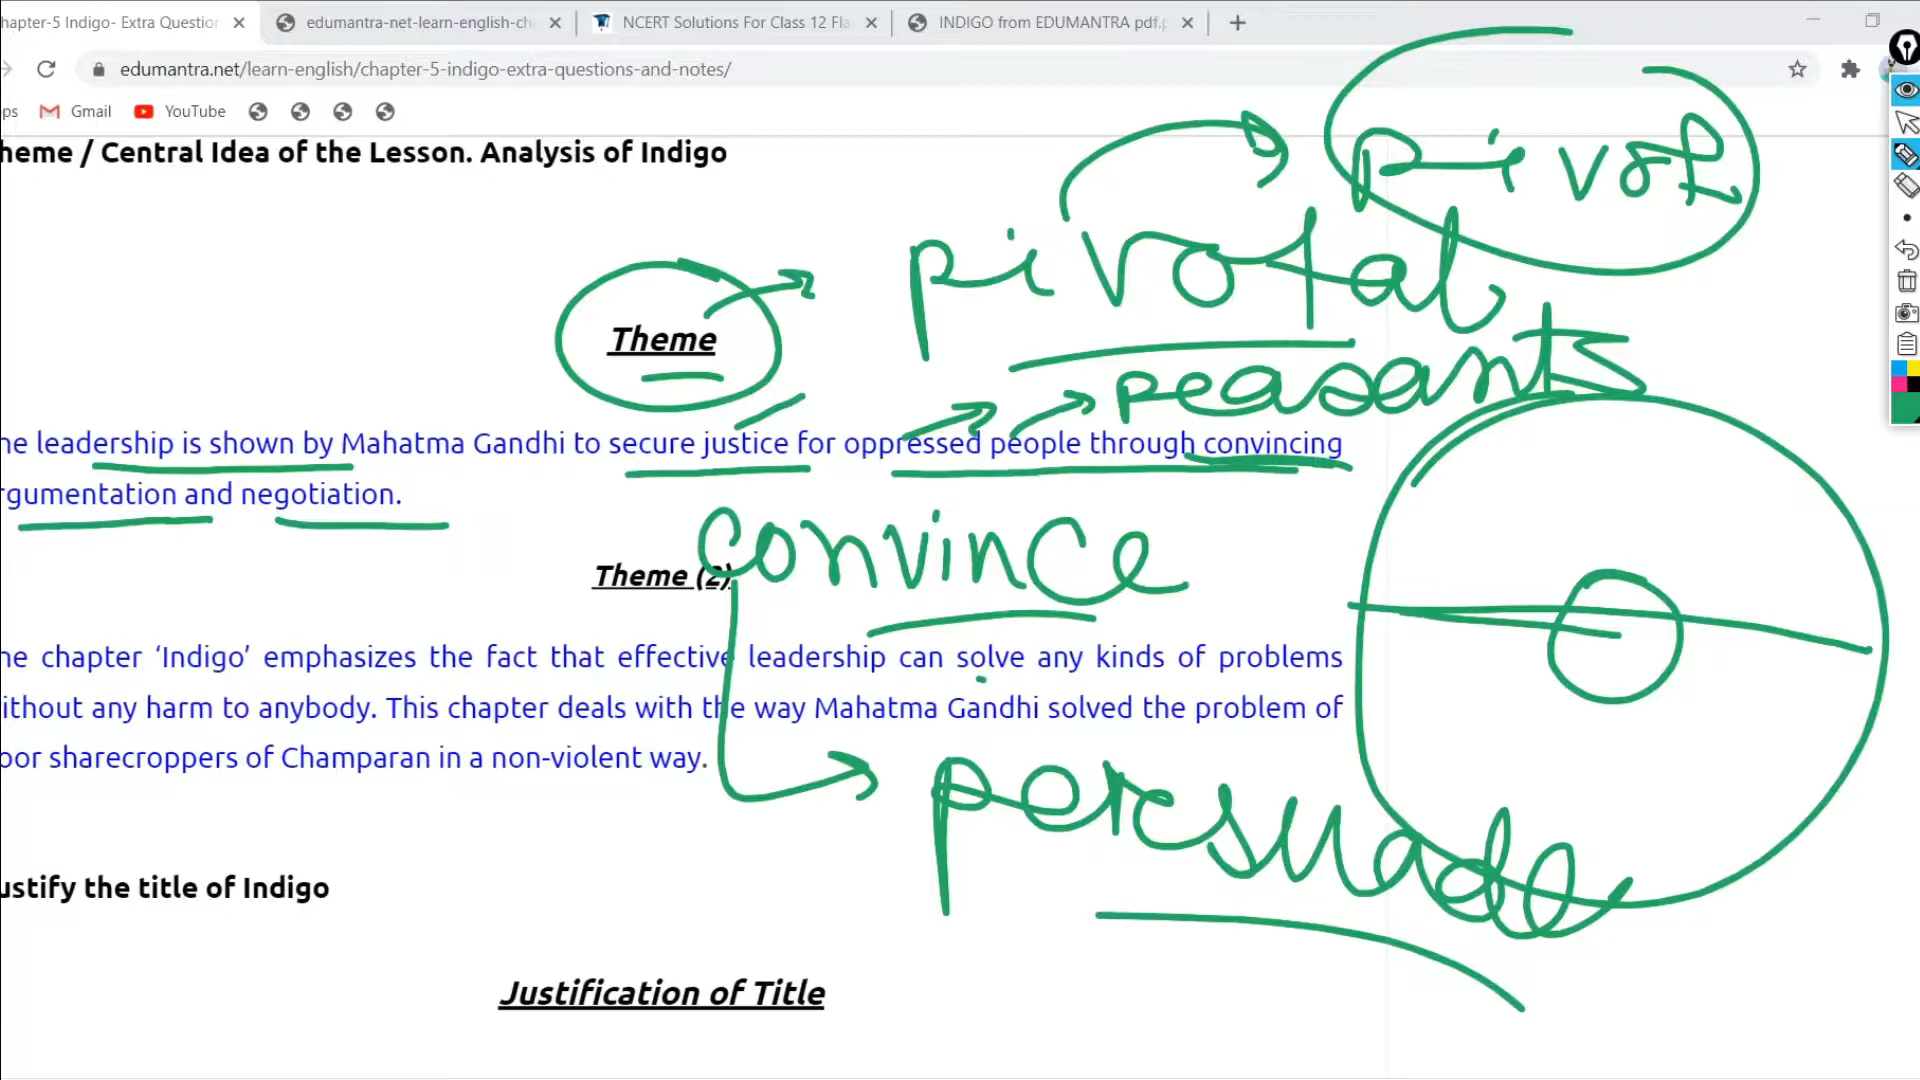 hapter-5 Indigo- Extra Question
edumantra-net-learn-english-ch
NCERT Solutions For Class 12 Fla
INDIGO from EDUMANTRA pdf.p
edumantra.net/learn-english/chapter-5-indigo-extra-questions-and-notes/
ps Gmail YouTube
heme / Central Idea of the Lesson. Analysis of Indigo
pivot
pivotal
Theme
peasants
he leadership is shown by Mahatma Gandhi to secure justice for oppressed people through convincing
rgumentation and negotiation.
convince
Theme (2)
he chapter ‘Indigo’ emphasizes the fact that effective leadership can solve any kinds of problems
ithout any harm to anybody. This chapter deals with the way Mahatma Gandhi solved the problem of
oor sharecroppers of Champaran in a non-violent way.
persuade
ustify the title of Indigo
Justification of Title